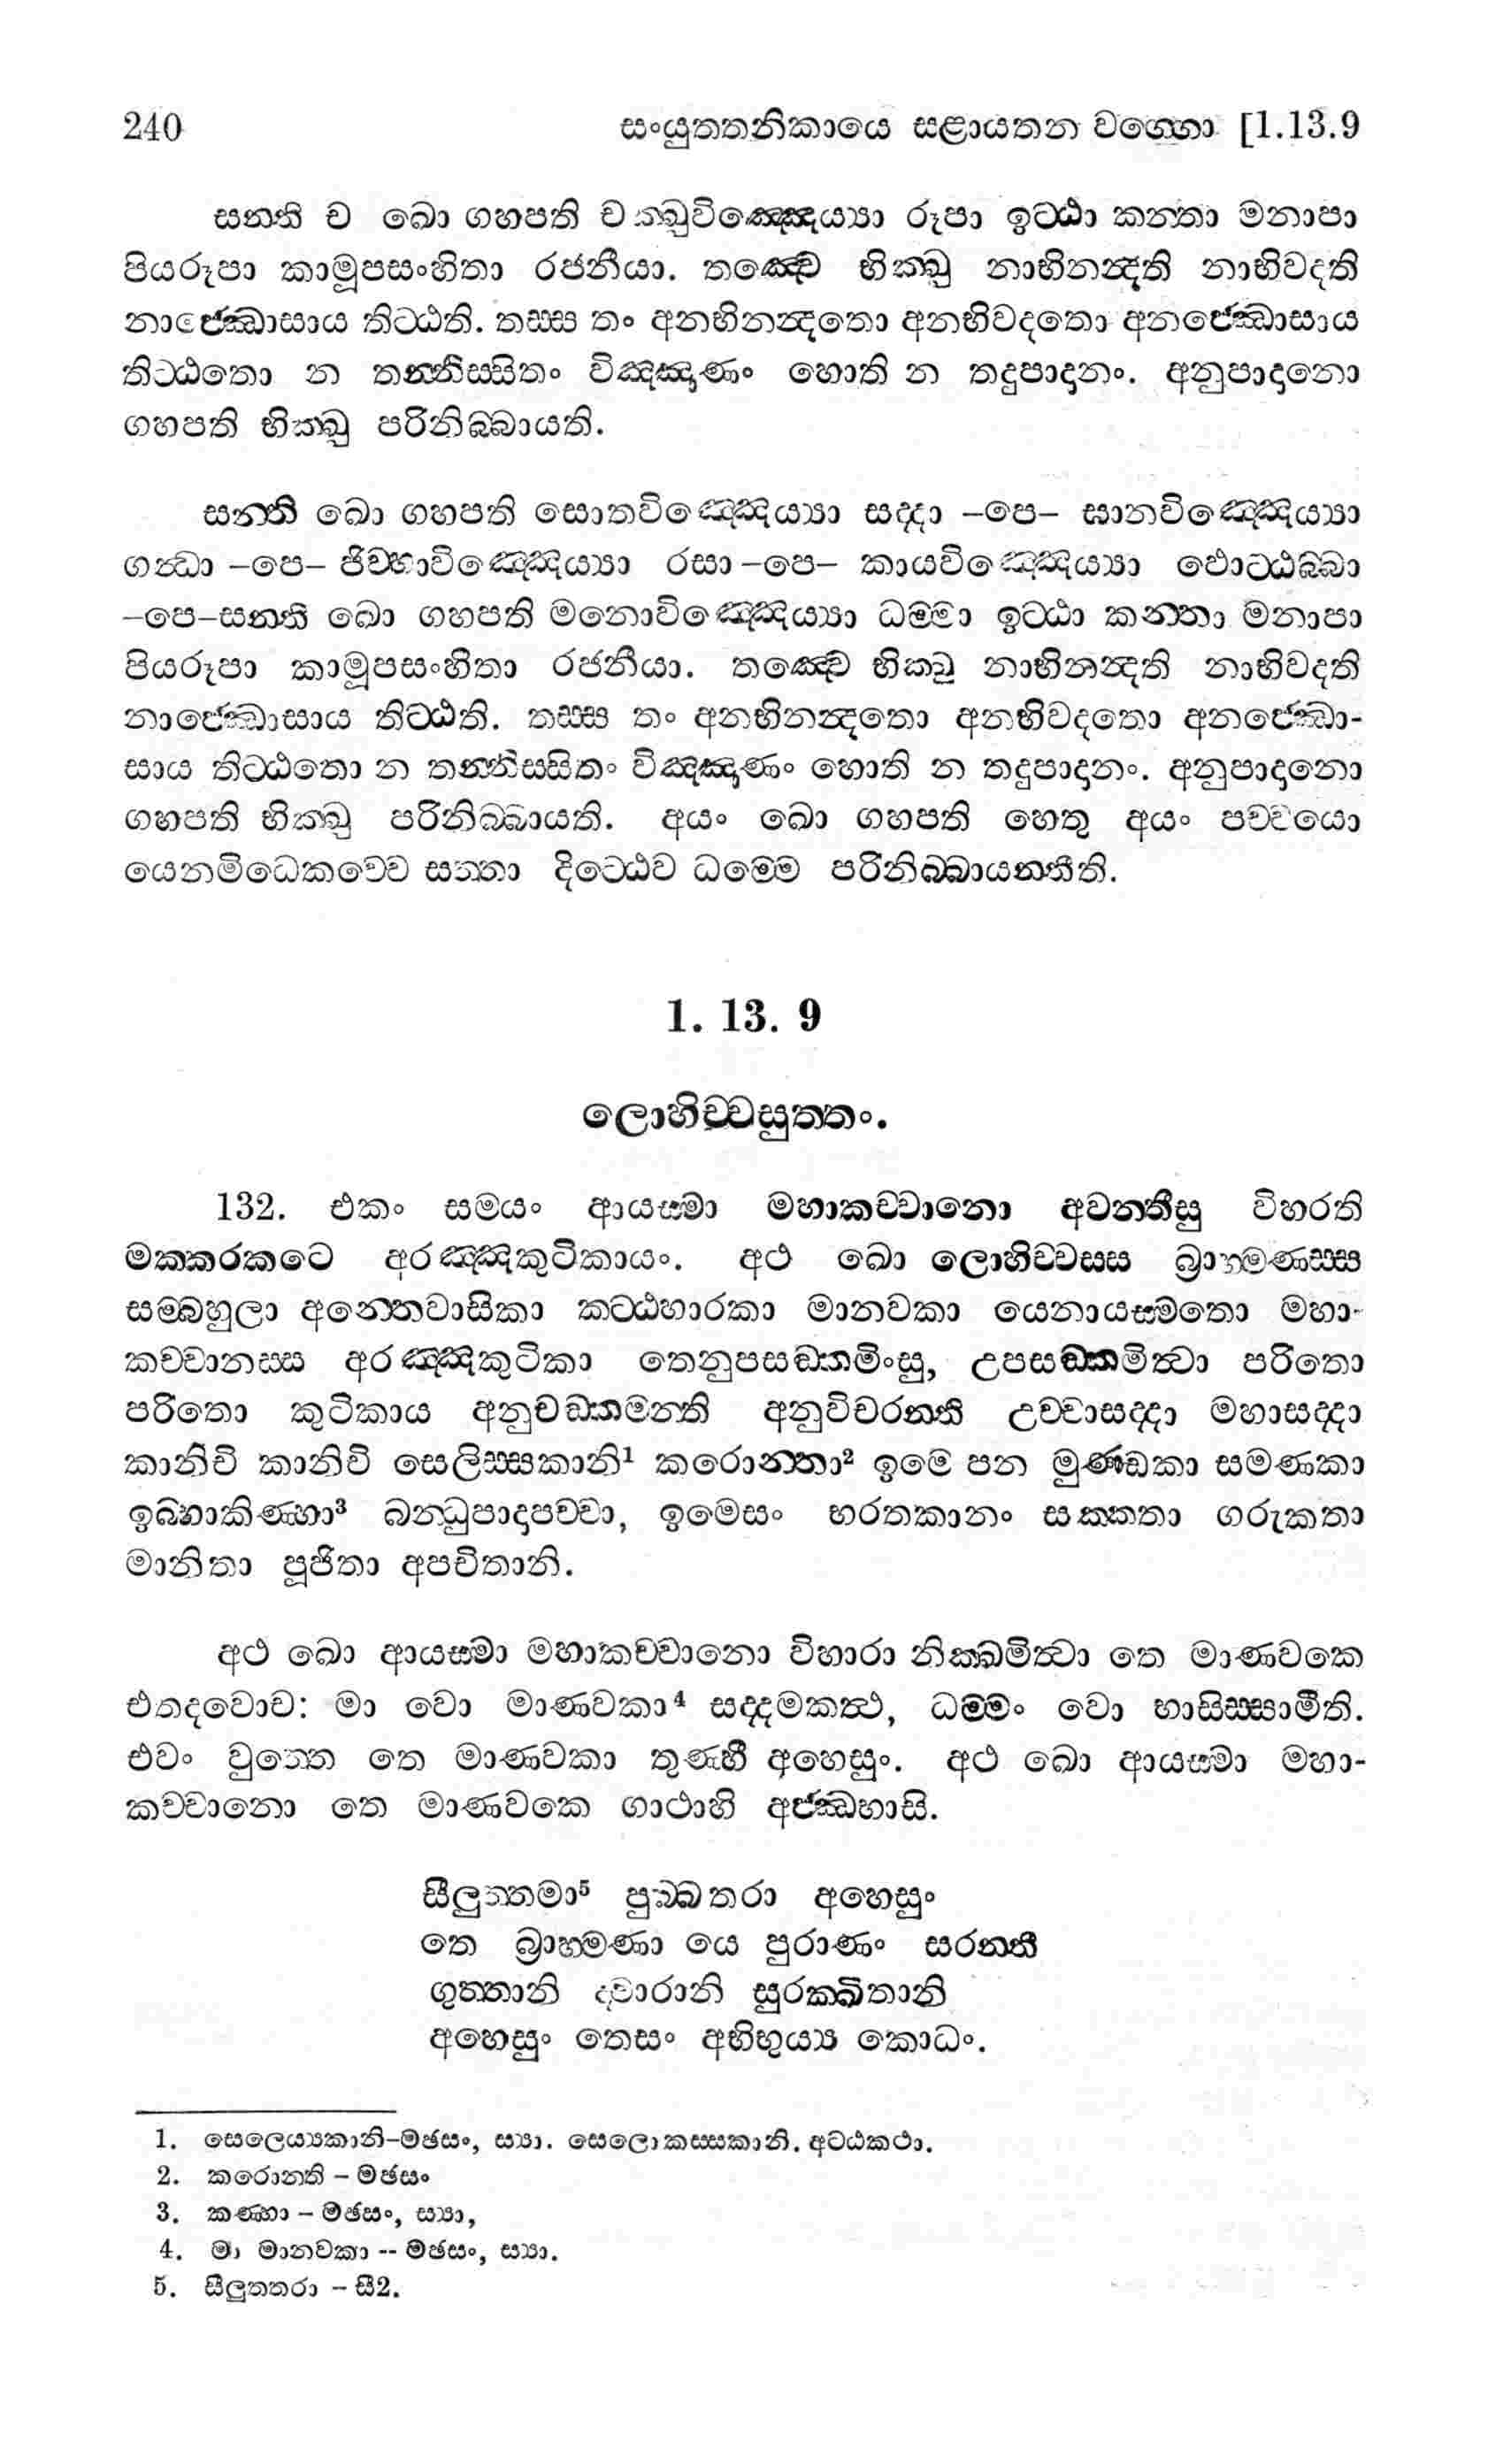 240 සංයුත්තනිකායෙ සළායතන වග්ගො [1.13.9
සන්ති ච ඛො ගහපති චක්ඛුවිඤ්ඤෙය්‍යා රූපා ඉට්ඨා කන්තා මනාපා
පියරූපා කාමූපසංහිතා රජනීයා. තඤ්චෙ භික්ඛු නාභිනන්දති නාභිවදති
නාජ්ඣොසාය තිට්ඨති. තස්ස තං අනභිනන්දතො අනභිවදතො අනජ්ඣොසාය
තිට්ඨතො න තන්නිස්සිතං විඤ්ඤාණං හොති න තදුපාදානං. අනුපාදානො
ගහපති භික්ඛු පරිනිබ්බායති.
සන්ති ඛො ගහපති සොතවිඤ්ඤෙය්‍යා සද්දා –පෙ– ඝානවිඤ්ඤෙය්‍යා
ගන්ධා –පෙ– ජිව්හාවිඤ්ඤෙය්‍යා රසා –පෙ– කායවිඤ්ඤෙය්‍යා ඵොට්ඨබ්බා
–පෙ–සන්ති ඛො ගහපති මනොවිඤ්ඤෙය්‍යා ධම්මා ඉට්ඨා කන්තා මනාපා
පියරූපා කාමූපසංහිතා රජනීයා. තඤ්චෙ භික්ඛු නාභිනන්දති නාභිවදති
නාජ්ඣොසාය තිට්ඨති. තස්ස තං අනභිනන්දතො අනභිවදතො අනජ්ඣො-
සාය තිට්ඨතො න තන්නිස්සිතං විඤ්ඤාණං හොති න තදුපාදානං. අනුපාදානො
ගහපති භික්ඛු පරිනිබ්බායති. අයං ඛො ගහපති හෙතු අයං පච්චයො
යෙනමිධෙකච්චෙ සත්තා දිට්ඨෙව ධම්මෙ පරිනිබ්බායන්තීති.
1. 13. 9
ලොහිච්චසුත්තං.
132. එකං සමයං ආයස්මා මහාකච්චානො අවන්තීසු විහරති
මක්කරකටෙ අරඤ්ඤකුටිකායං. අථ ඛො ලොහිච්චස්ස බ්‍රාහ්මණස්ස
සම්බහුලා අන්තෙවාසිකා කට්ඨහාරකා මානවකා යෙනායස්මතො මහා-
කච්චානස්ස අරඤ්ඤකුටිකා තෙනුපසඞ්කමිංසු, උපසඞ්කමිත්වා පරිතො
පරිතො කුටිකාය අනුචඞ්කමන්ති අනුවිචරන්ති උච්චාසද්දා මහාසද්දා
කානිචි කානිචි සෙලිස්සකානි¹ කරොන්තා² ඉමෙ පන මුණ්ඩකා සමණකා
ඉබ්භාකිණ්හා³ බන්ධුපාදාපච්චා, ඉමෙසං භරතකානං සක්කතා ගරුකතා
මානිතා පූජිතා අපචිතානි.
අථ ඛො ආයස්මා මහාකච්චානො විහාරා නික්ඛමිත්වා තෙ මාණවකෙ
එතදවොච: මා වො මාණවකා⁴ සද්දමකත්ථ, ධම්මං වො භාසිස්සාමීති.
එවං වුත්තෙ තෙ මාණවකා තුණ්හී අහෙසුං. අථ ඛො ආයස්මා මහා-
කච්චානො තෙ මාණවකෙ ගාථාහි අජ්ඣභාසි.
සීලුත්තමා⁵ පුබ්බතරා අහෙසුං
තෙ බ්‍රාහ්මණා යෙ පුරාණං සරන්තී
ගුත්තානි ද්වාරානි සුරක්ඛිතානි
අහෙසුං තෙසං අභිභුය්‍ය කොධං.
1. සෙලෙය්‍යකානි–මඡසං, ස්‍යා. සෙලොකස්සකානි. අට්ඨකථා.
2. කරොන්ති – මඡසං
3. කණ්හා – මඡසං, ස්‍යා,
4. මා මානවකා -- මඡසං, ස්‍යා.
5. සීලුත්තරා – සී2.